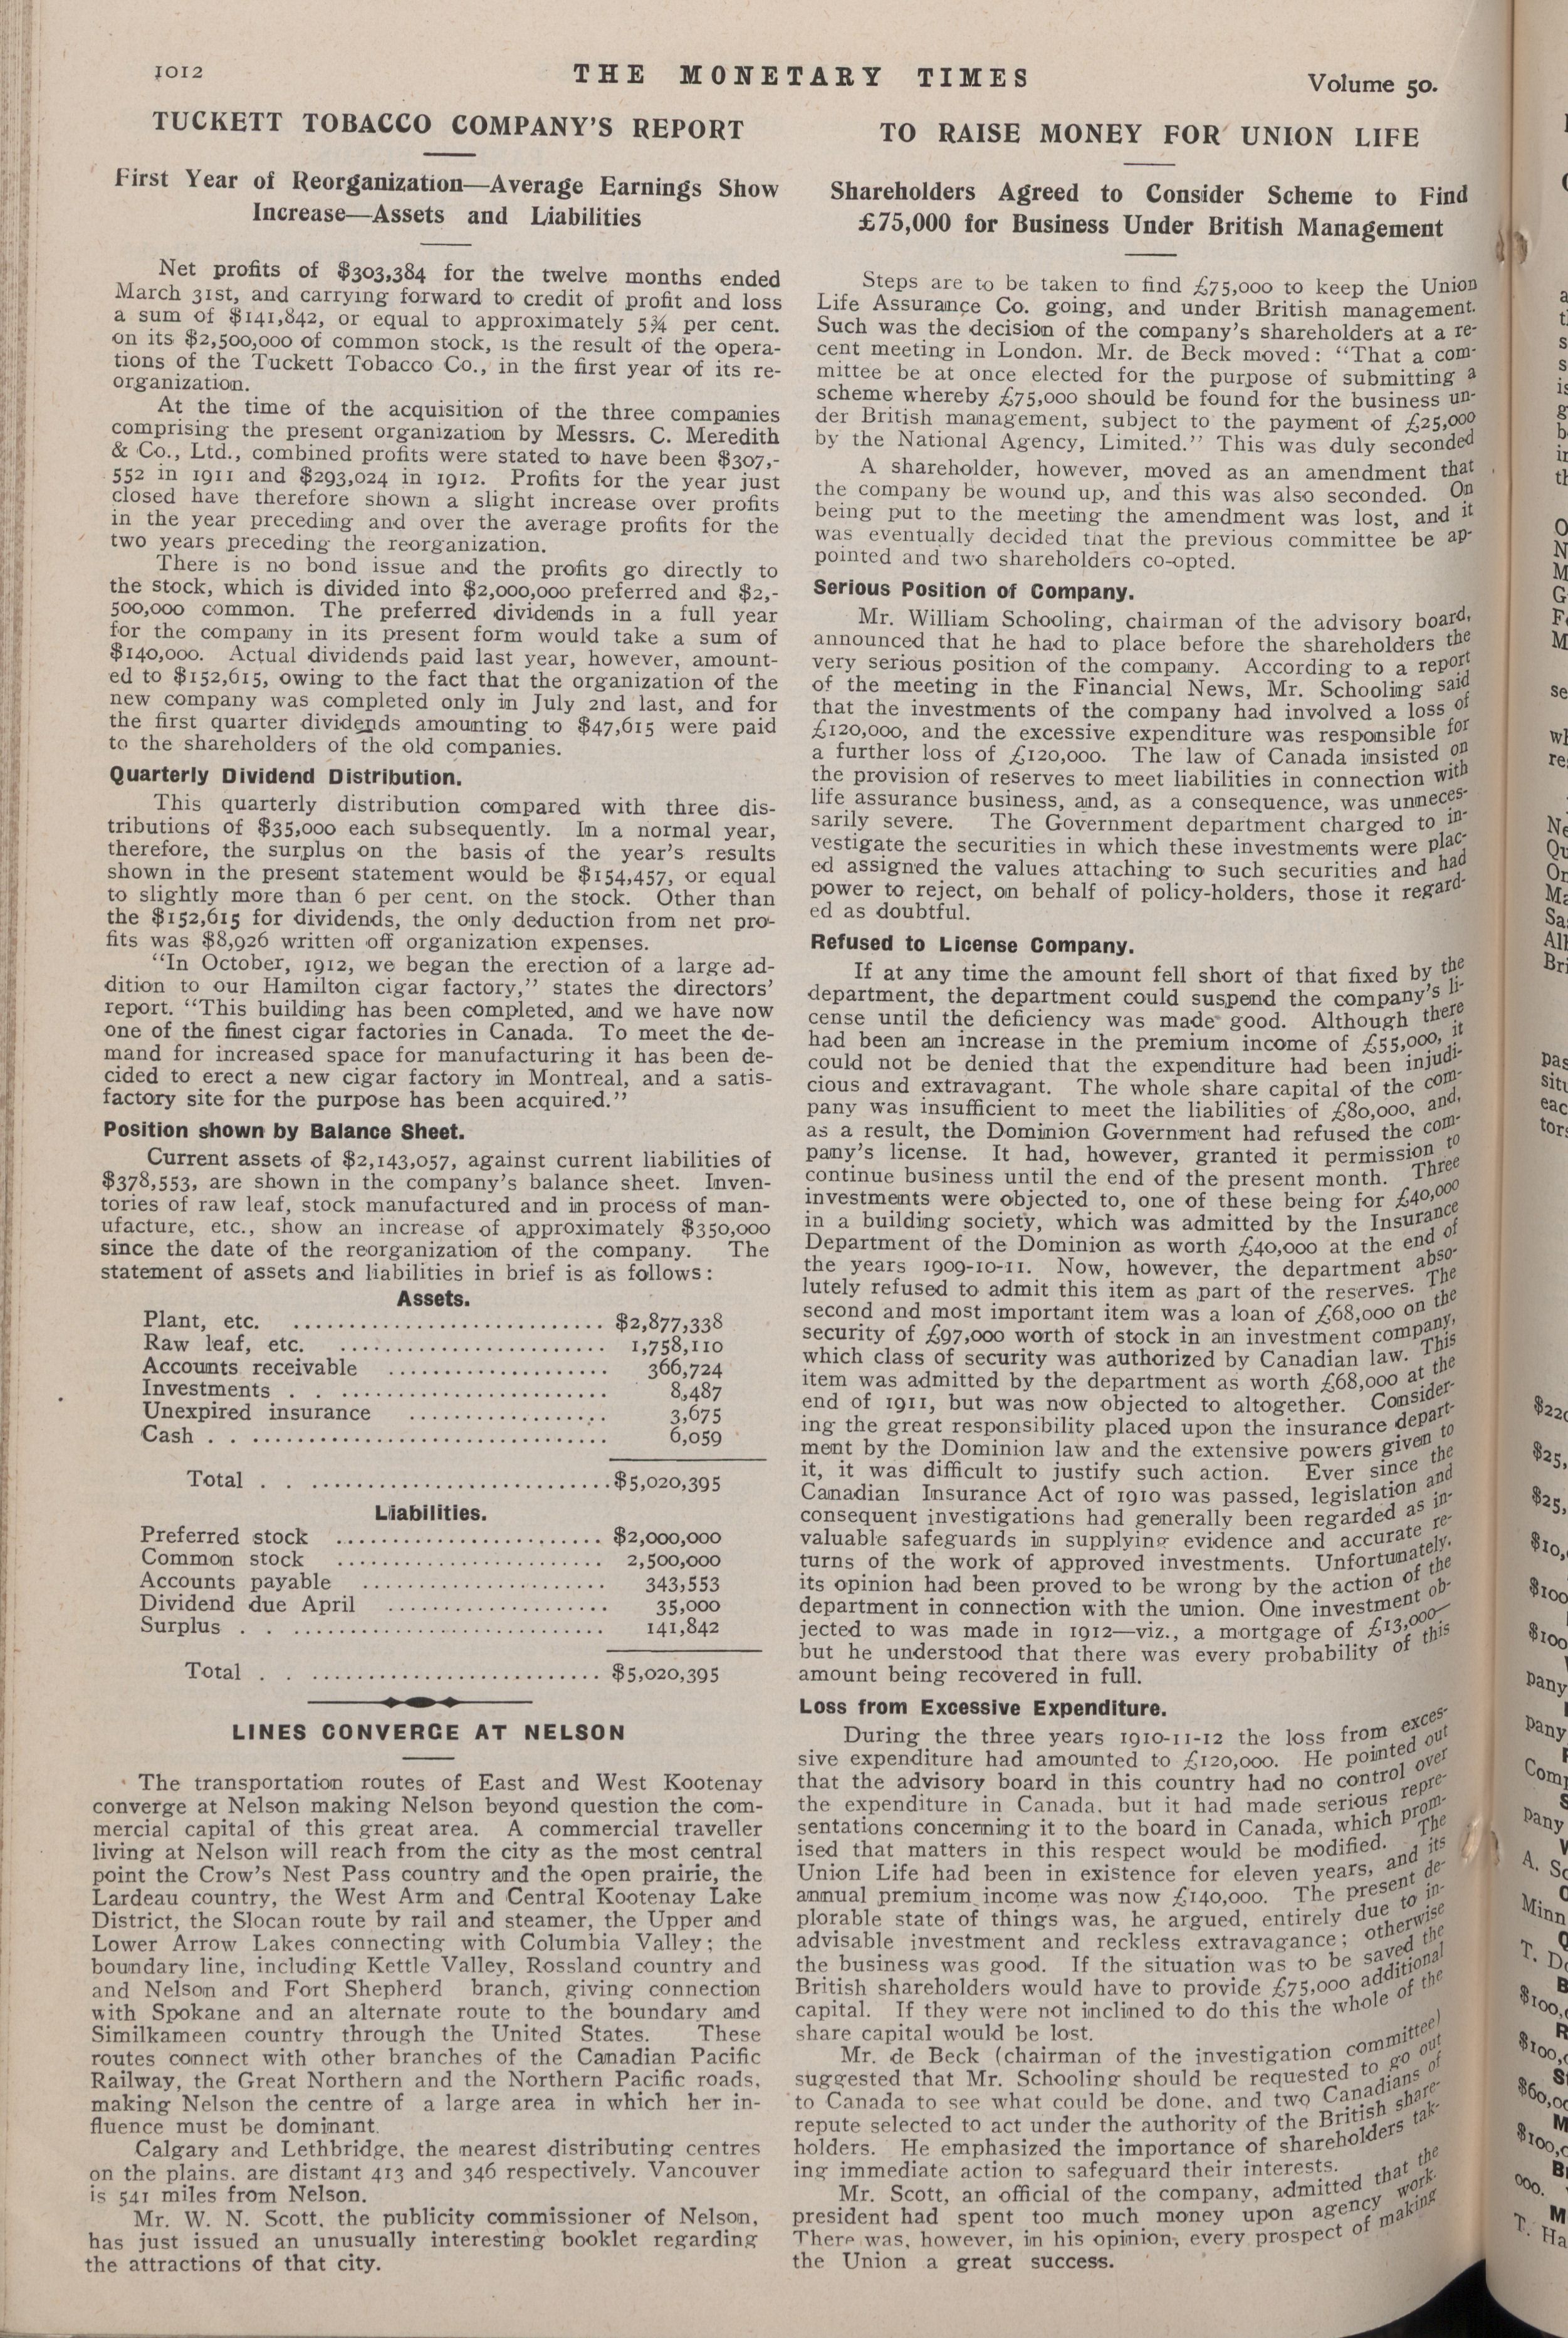 1012
THE MONETARY TIMES
Volume 50.
TUCKETT TOBACCO COMPANY'S REPORT
First Year of Reorganization—Average Earnings Show
Increase—Assets and Liabilities
Net profits of $303,384 for the twelve months ended
March 31st, and carrying forward to credit of profit and loss
a sum of $141,842, or equal to approximately 5¾ per cent.
on its $2,500,000 of common stock, is the result of the opera-
tions of the Tuckett Tobacco Co., in the first year of its re-
organization.
At the time of the acquisition of the three companies
comprising the present organization by Messrs. C. Meredith
& Co., Ltd., combined profits were stated to have been $307,-
552 in 1911 and $293,024 in 1912. Profits for the year just
closed have therefore shown a slight increase over profits
in the year preceding and over the average profits for the
two years preceding the reorganization.
There is no bond issue and the profits go directly to
the stock, which is divided into $2,000,000 preferred and $2,-
500,000 common. The preferred dividends in a full year
for the company in its present form would take a sum of
$140,000. Actual dividends paid last year, however, amount-
ed to $152,615, owing to the fact that the organization of the
new company was completed only in July 2nd last, and for
the first quarter dividends amounting to $47,615 were paid
to the shareholders of the old companies.
Quarterly Dividend Distribution.
This quarterly distribution compared with three dis-
tributions of $35,000 each subsequently. In a normal year,
therefore, the surplus on the basis of the year's results
shown in the present statement would be $154,457, or equal
to slightly more than 6 per cent. on the stock. Other than
the $152,615 for dividends, the only deduction from net pro-
fits was $8,926 written off organization expenses.
"In October, 1912, we began the erection of a large ad-
dition to our Hamilton cigar factory," states the directors'
report. "This building has been completed, and we have now
one of the finest cigar factories in Canada. To meet the de-
mand for increased space for manufacturing it has been de-
cided to erect a new cigar factory in Montreal, and a satis-
factory site for the purpose has been acquired."
Position shown by Balance Sheet.
Current assets of $2,143,057, against current liabilities of
$378,553, are shown in the company's balance sheet. Inven-
tories of raw leaf, stock manufactured and in process of man-
ufacture, etc., show an increase of approximately $350,000
since the date of the reorganization of the company. The
statement of assets and liabilities in brief is as follows:
Assets.
Plant, etc. ............................ $2,877,338
Raw leaf, etc. ........................ 1,758,110
Accounts receivable .................... 366,724
Investments . . ........................ 8,487
Unexpired insurance .................. 3,675
Cash . . ................................ 6,059
Total . . ........................... $5,020,395
Liabilities.
Preferred stock ........................ $2,000,000
Common stock ........................ 2,500,000
Accounts payable ...................... 343,553
Dividend due April .................... 35,000
Surplus . . ............................ 141,842
Total . . .......................... $5,020,395
LINES CONVERGE AT NELSON
The transportation routes of East and West Kootenay
converge at Nelson making Nelson beyond question the com-
mercial capital of this great area. A commercial traveller
living at Nelson will reach from the city as the most central
point the Crow's Nest Pass country and the open prairie, the
Lardeau country, the West Arm and Central Kootenay Lake
District, the Slocan route by rail and steamer, the Upper and
Lower Arrow Lakes connecting with Columbia Valley; the
boundary line, including Kettle Valley, Rossland country and
and Nelson and Fort Shepherd branch, giving connection
with Spokane and an alternate route to the boundary and
Similkameen country through the United States. These
routes connect with other branches of the Canadian Pacific
Railway, the Great Northern and the Northern Pacific roads,
making Nelson the centre of a large area in which her in-
fluence must be dominant.
Calgary and Lethbridge, the nearest distributing centres
on the plains, are distant 413 and 346 respectively. Vancouver
is 541 miles from Nelson.
Mr. W. N. Scott, the publicity commissioner of Nelson,
has just issued an unusually interesting booklet regarding
the attractions of that city.
TO RAISE MONEY FOR UNION LIFE
Shareholders Agreed to Consider Scheme to Find
£75,000 for Business Under British Management
Steps are to be taken to find £75,000 to keep the Union
Life Assurance Co. going, and under British management.
Such was the decision of the company's shareholders at a re-
cent meeting in London. Mr. de Beck moved: "That a com-
mittee be at once elected for the purpose of submitting a
scheme whereby £75,000 should be found for the business un-
der British management, subject to the payment of £25,000
by the National Agency, Limited." This was duly seconded
A shareholder, however, moved as an amendment that
the company be wound up, and this was also seconded. On
being put to the meeting the amendment was lost, and it
was eventually decided that the previous committee be ap-
pointed and two shareholders co-opted.
Serious Position of Company.
Mr. William Schooling, chairman of the advisory board,
announced that he had to place before the shareholders the
very serious position of the company. According to a report
of the meeting in the Financial News, Mr. Schooling said
that the investments of the company had involved a loss of
£120,000, and the excessive expenditure was responsible for
a further loss of £120,000. The law of Canada insisted on
the provision of reserves to meet liabilities in connection with
life assurance business, and, as a consequence, was unneces-
sarily severe. The Government department charged to in-
vestigate the securities in which these investments were plac-
ed assigned the values attaching to such securities and had
power to reject, on behalf of policy-holders, those it regard-
ed as doubtful.
Refused to License Company.
If at any time the amount fell short of that fixed by the
department, the department could suspend the company's li-
cense until the deficiency was made good. Although there
had been an increase in the premium income of £55,000, it
could not be denied that the expenditure had been injudi-
cious and extravagant. The whole share capital of the com-
pany was insufficient to meet the liabilities of £80,000, and,
as a result, the Dominion Government had refused the com-
pany's license. It had, however, granted it permission to
continue business until the end of the present month. Three
investments were objected to, one of these being for £40,000
in a building society, which was admitted by the Insurance
Department of the Dominion as worth £40,000 at the end of
the years 1909-10-11. Now, however, the department abso-
lutely refused to admit this item as part of the reserves. The
second and most important item was a loan of £68,000 on the
security of £97,000 worth of stock in an investment company,
which class of security was authorized by Canadian law. This
item was admitted by the department as worth £68,000 at the
end of 1911, but was now objected to altogether. Consider-
ing the great responsibility placed upon the insurance depart-
ment by the Dominion law and the extensive powers given to
it, it was difficult to justify such action. Ever since the
Canadian Insurance Act of 1910 was passed, legislation and
consequent investigations had generally been regarded as in-
valuable safeguards in supplying evidence and accurate re-
turns of the work of approved investments. Unfortunately,
its opinion had been proved to be wrong by the action of the
department in connection with the union. One investment ob-
jected to was made in 1912—viz., a mortgage of £13,000—
but he understood that there was every probability of this
amount being recovered in full.
Loss from Excessive Expenditure.
During the three years 1910-11-12 the loss from exces-
sive expenditure had amounted to £120,000. He pointed out
that the advisory board in this country had no control over
the expenditure in Canada, but it had made serious repre-
sentations concerning it to the board in Canada, which prom-
ised that matters in this respect would be modified. The
Union Life had been in existence for eleven years, and its
annual premium income was now £140,000. The present de-
plorable state of things was, he argued, entirely due to in-
advisable investment and reckless extravagance; otherwise
the business was good. If the situation was to be saved the
British shareholders would have to provide £75,000 additional
capital. If they were not inclined to do this the whole of the
share capital would be lost.
Mr. de Beck (chairman of the investigation committee)
suggested that Mr. Schooling should be requested to go out
to Canada to see what could be done, and two Canadians of
repute selected to act under the authority of the British share-
holders. He emphasized the importance of shareholders tak-
ing immediate action to safeguard their interests.
Mr. Scott, an official of the company, admitted that the
president had spent too much money upon agency work.
There was, however, in his opinion, every prospect of making
the Union a great success.